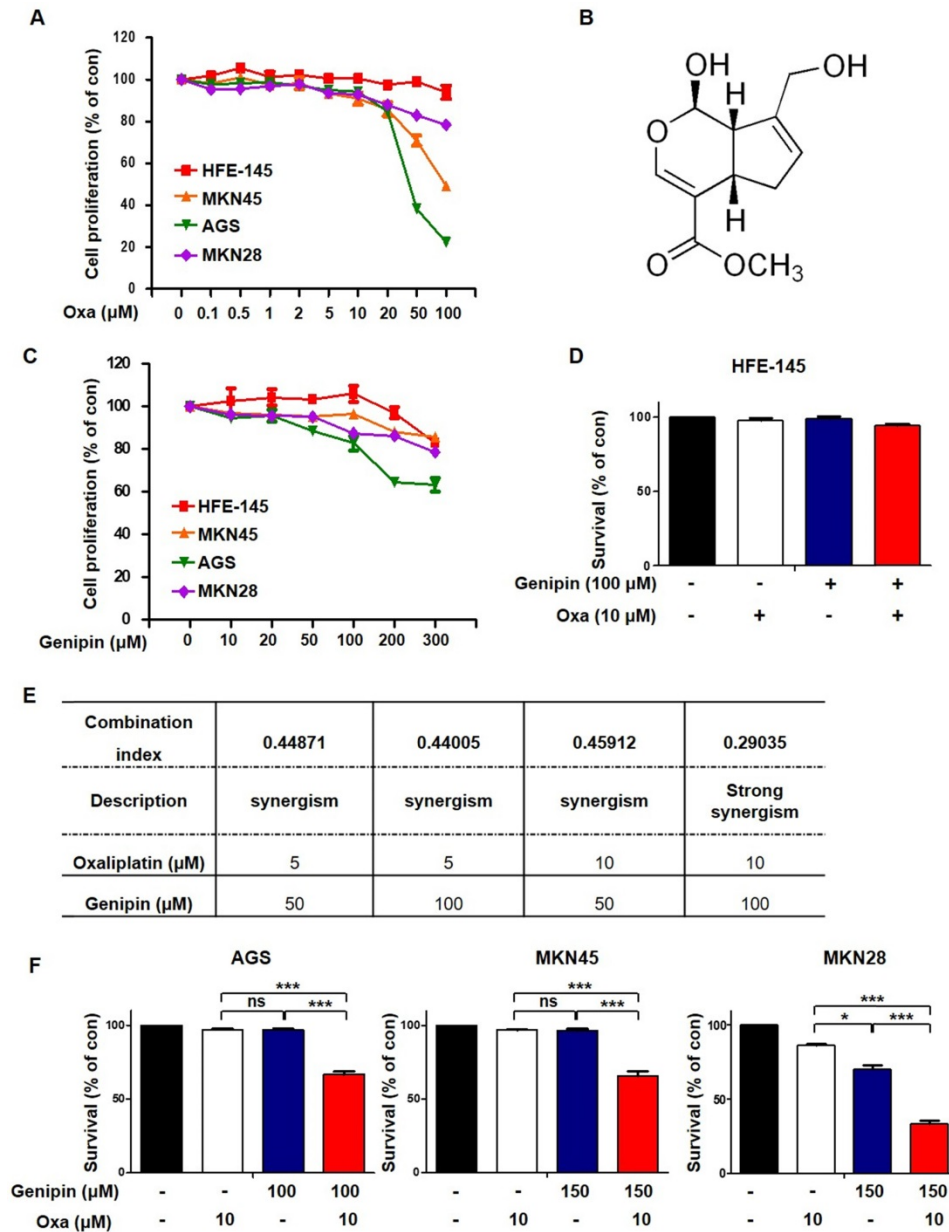 A
Cell proliferation (% of con)
120
100
80
60
40
20
0
HFE-145
MKN45
AGS
MKN28
0 0.1 0.5 1 2 5 10 20 50 100
Oxa (µM)
B
OH
OH
H
O
H
O
OCH3
C
Cell proliferation (% of con)
120
100
80
60
40
20
0
HFE-145
MKN45
AGS
MKN28
0 10 20 50 100 200 300
Genipin (µM)
D
HFE-145
Survival (% of con)
100
50
0
Genipin (100 µM) - - + +
Oxa (10 µM) - + - +
E
Combination
index 0.44871 0.44005 0.45912 0.29035
Description synergism synergism synergism Strong
synergism
Oxaliplatin (µM) 5 5 10 10
Genipin (µM) 50 100 50 100
F
AGS
***
ns ***
Survival (% of con)
100
50
0
Genipin (µM) - - 100 100
Oxa (µM) - 10 - 10
MKN45
***
ns ***
Survival (% of con)
100
50
0
- - 150 150
- 10 - 10
MKN28
***
* ***
Survival (% of con)
100
50
0
- - 150 150
- 10 - 10